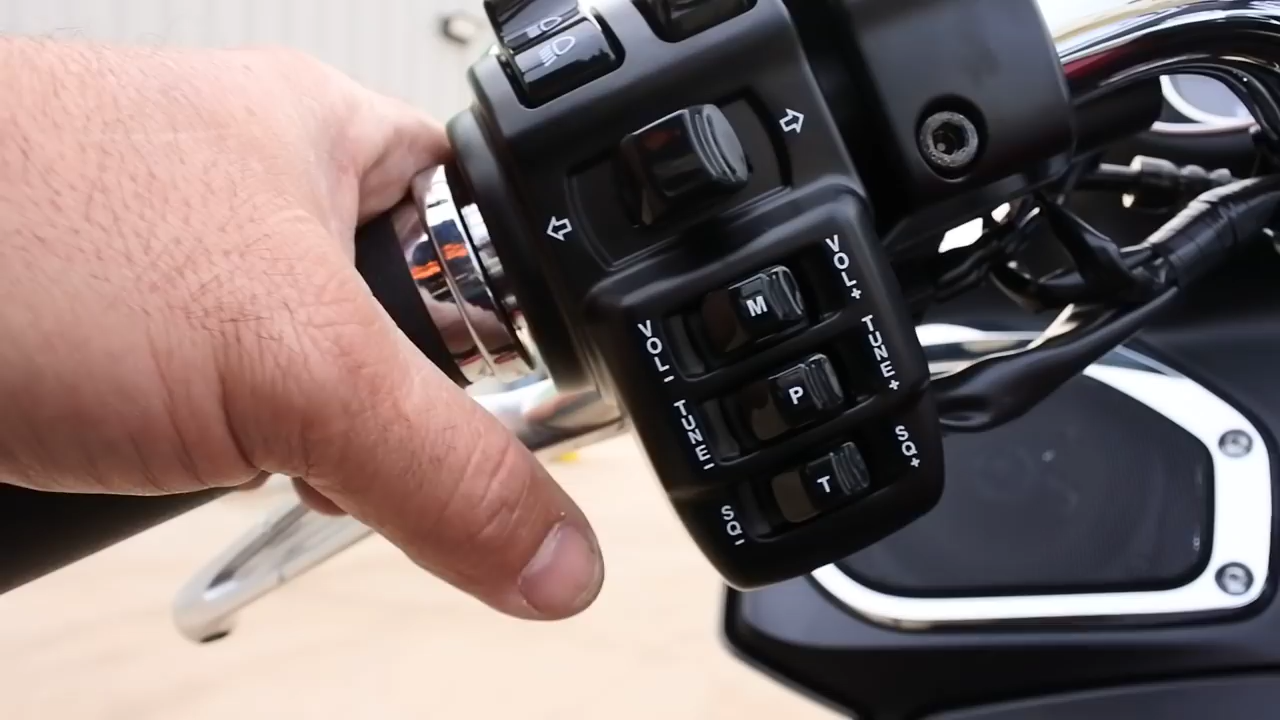 VOL+
M
VOL-
TUNE+
P
TUNE-
SQ+
T
SQ-